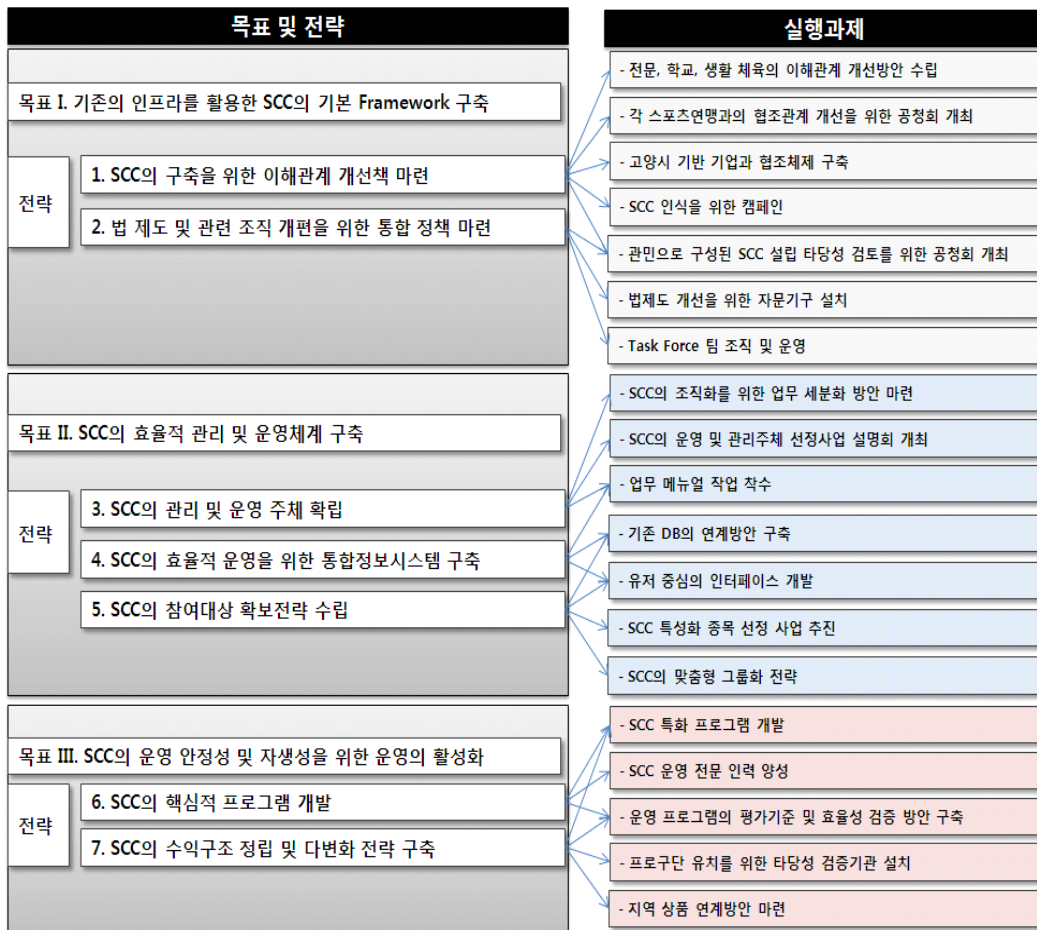 목표 및 전략
목표 I. 기존의 인프라를 활용한 SCC의 기본 Framework 구축
전략
1. SCC의 구축을 위한 이해관계 개선책 마련
2. 법 제도 및 관련 조직 개편을 위한 통합 정책 마련
목표 II. SCC의 효율적 관리 및 운영체계 구축
전략
3. SCC의 관리 및 운영 주체 확립
4. SCC의 효율적 운영을 위한 통합정보시스템 구축
5. SCC의 참여대상 확보전략 수립
목표 III. SCC의 운영 안정성 및 자생성을 위한 운영의 활성화
전략
6. SCC의 핵심적 프로그램 개발
7. SCC의 수익구조 정립 및 다변화 전략 구축
실행과제
- 전문, 학교, 생활 체육의 이해관계 개선방안 수립
- 각 스포츠연맹과의 협조관계 개선을 위한 공청회 개최
- 고양시 기반 기업과 협조체제 구축
- SCC 인식을 위한 캠페인
- 관민으로 구성된 SCC 설립 타당성 검토를 위한 공청회 개최
- 법제도 개선을 위한 자문기구 설치
- Task Force 팀 조직 및 운영
- SCC의 조직화를 위한 업무 세분화 방안 마련
- SCC의 운영 및 관리주체 선정사업 설명회 개최
- 업무 메뉴얼 작업 착수
- 기존 DB의 연계방안 구축
- 유저 중심의 인터페이스 개발
- SCC 특성화 종목 선정 사업 추진
- SCC의 맞춤형 그룹화 전략
- SCC 특화 프로그램 개발
- SCC 운영 전문 인력 양성
- 운영 프로그램의 평가기준 및 효율성 검증 방안 구축
- 프로구단 유치를 위한 타당성 검증기관 설치
- 지역 상품 연계방안 마련